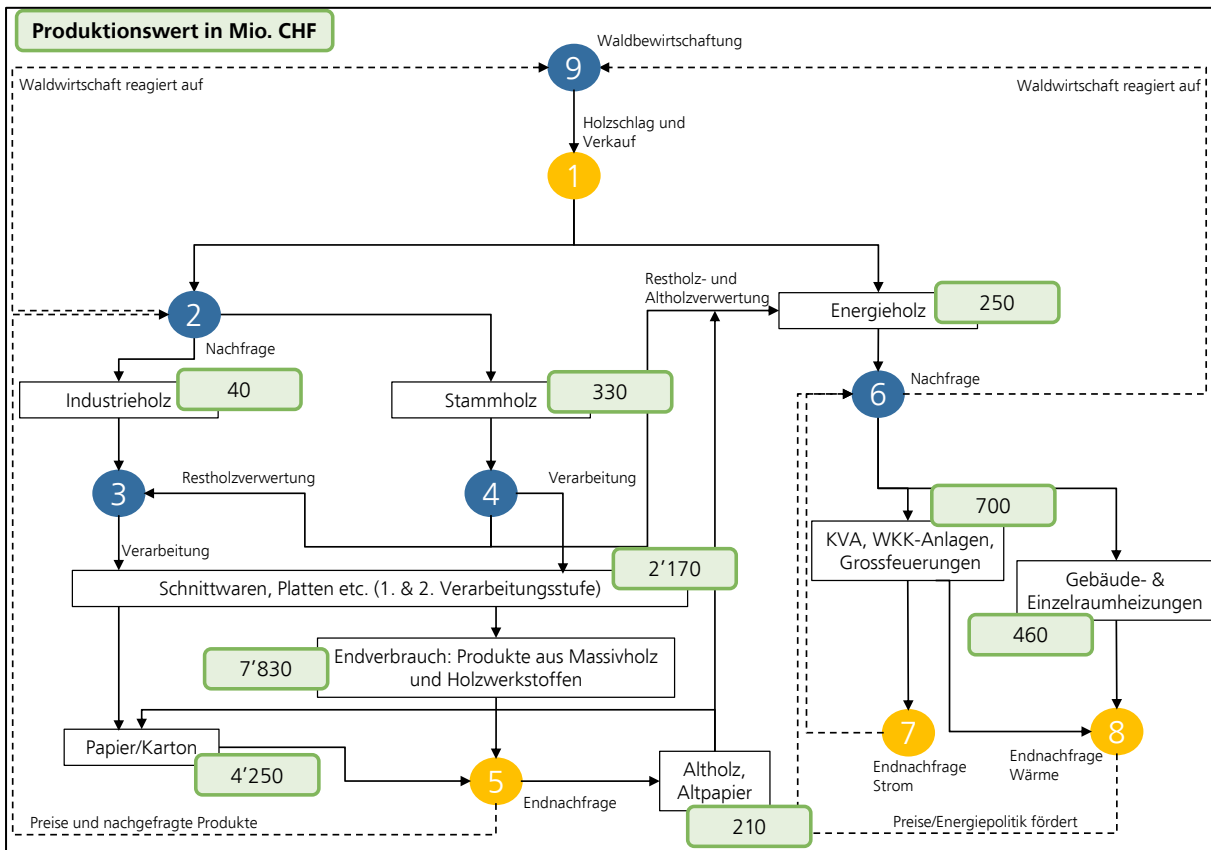 Produktionswert in Mio. CHF
Waldbewirtschaftung
9
Waldwirtschaft reagiert auf
Waldwirtschaft reagiert auf
Holzschlag und
Verkauf
1
Restholz- und
Altholzverwertung
250
Energieholz
2
Nachfrage
40
Industrieholz
330
Stammholz
6
Nachfrage
3
Restholzverwertung
4
Verarbeitung
700
KVA, WKK-Anlagen,
Grossfeuerungen
Verarbeitung
2’170
Schnittwaren, Platten etc. (1. & 2. Verarbeitungsstufe)
Gebäude- &
Einzelraumheizungen
460
7’830
Endverbrauch: Produkte aus Massivholz
und Holzwerkstoffen
Papier/Karton
4’250
5
Endnachfrage
Altholz,
Altpapier
210
7
Endnachfrage
Strom
8
Endnachfrage
Wärme
Preise und nachgefragte Produkte
Preise/Energiepolitik fördert